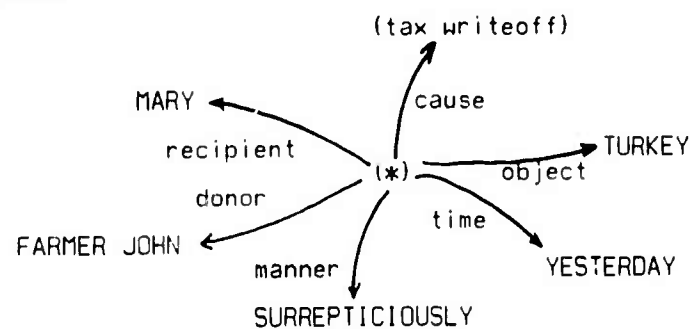 (tax writeoff)
cause
MARY
recipient
TURKEY
(*)
object
donor
time
FARMER JOHN
manner
YESTERDAY
SURREPTICIOUSLY